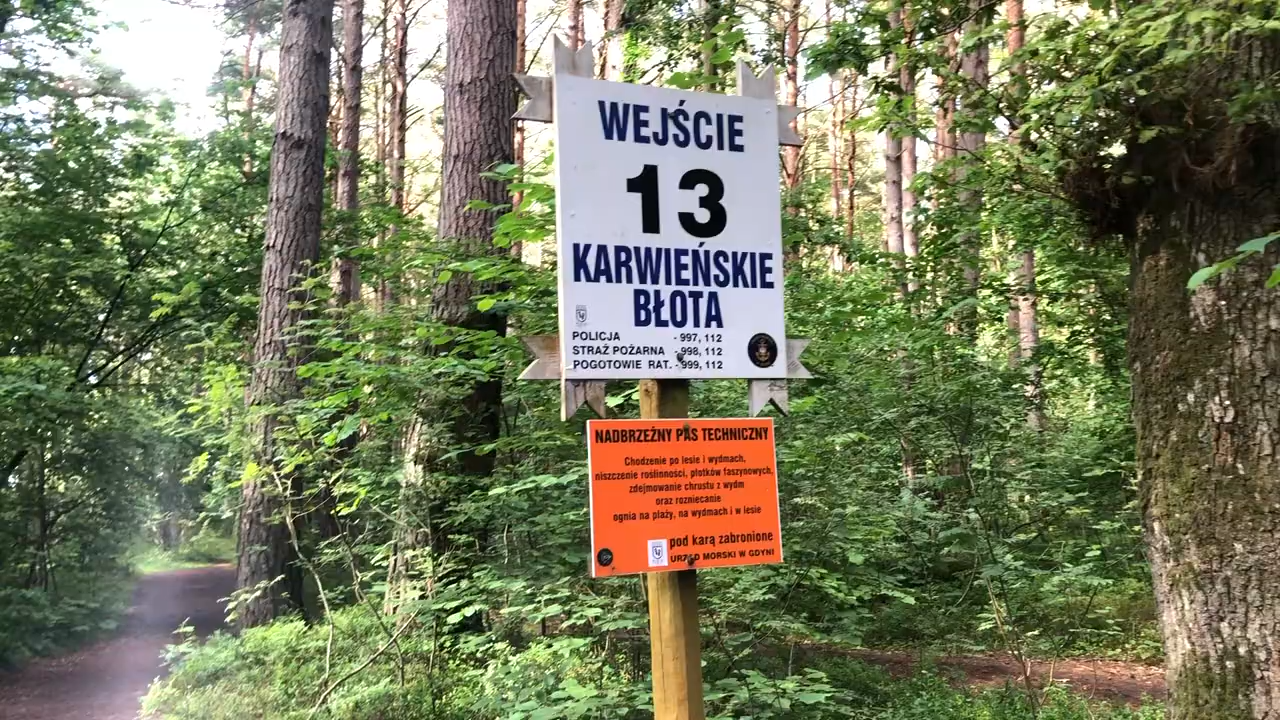 WEJŚCIE
13
KARWIEŃSKIE
BŁOTA
POLICJA - 997, 112
STRAŻ POŻARNA - 998, 112
POGOTOWIE RAT. - 999, 112
NADBRZEŻNY PAS TECHNICZNY
Chodzenie po lesie i wydmach,
niszczenie roślinności, płotków faszynowych,
zdejmowanie chrustu z wydm
oraz rozniecanie
ognia na plaży, na wydmach i w lesie
pod karą zabronione
URZĄD MORSKI W GDYNI